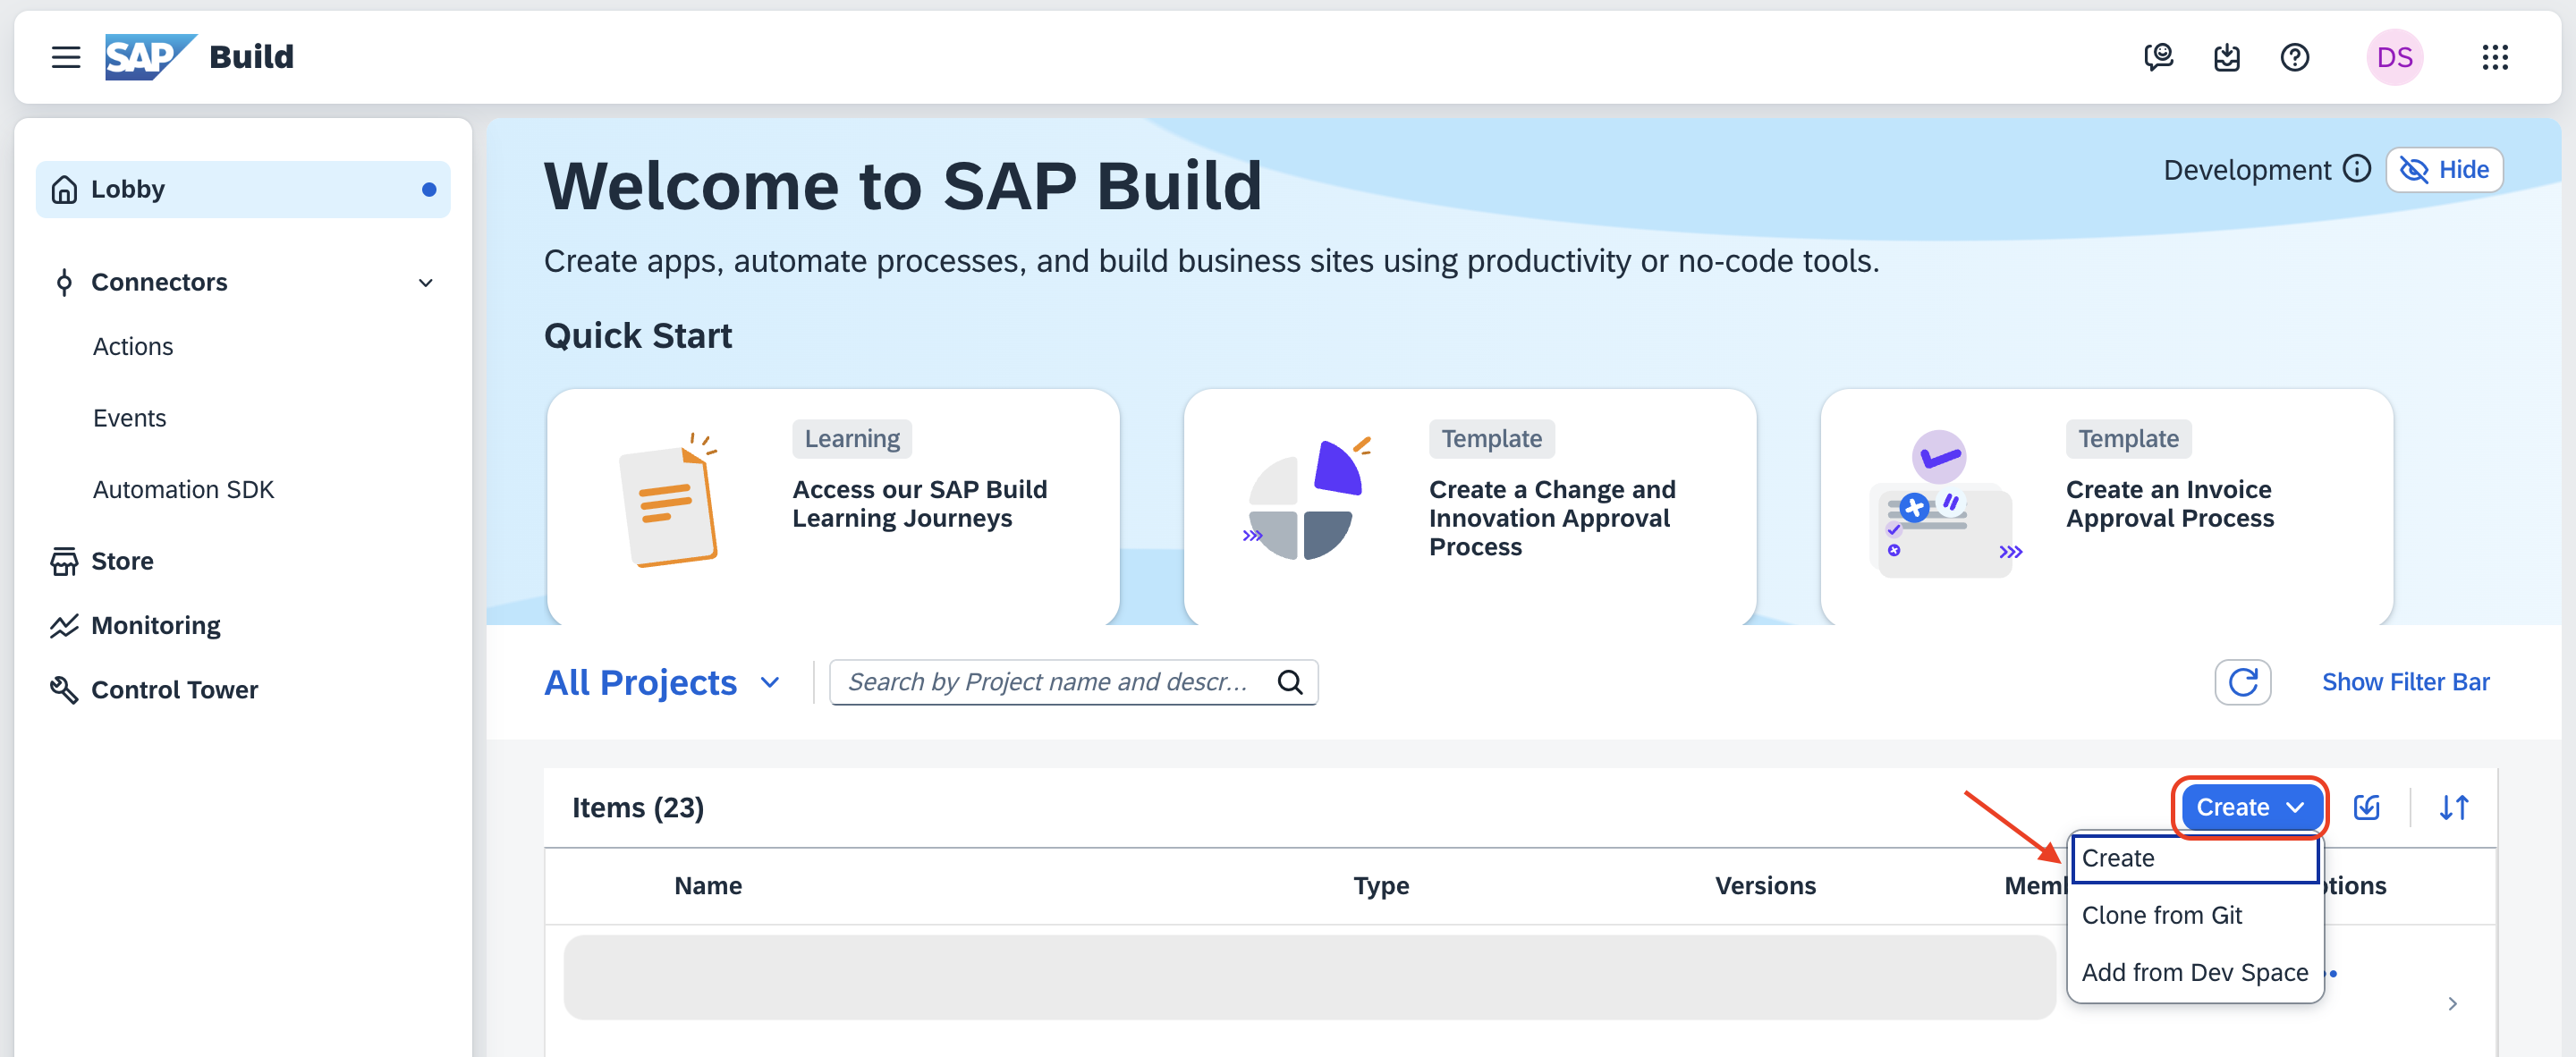 SAP Build
DS
Lobby
Connectors
Actions
Events
Automation SDK
Store
Monitoring
Control Tower
Welcome to SAP Build
Development
Hide
Create apps, automate processes, and build business sites using productivity or no-code tools.
Quick Start
Learning
Access our SAP Build
Learning Journeys
Template
Create a Change and
Innovation Approval
Process
Template
Create an Invoice
Approval Process
All Projects
Search by Project name and descr...
Show Filter Bar
Items (23)
Create
Name
Type
Versions
Create
Clone from Git
Add from Dev Space